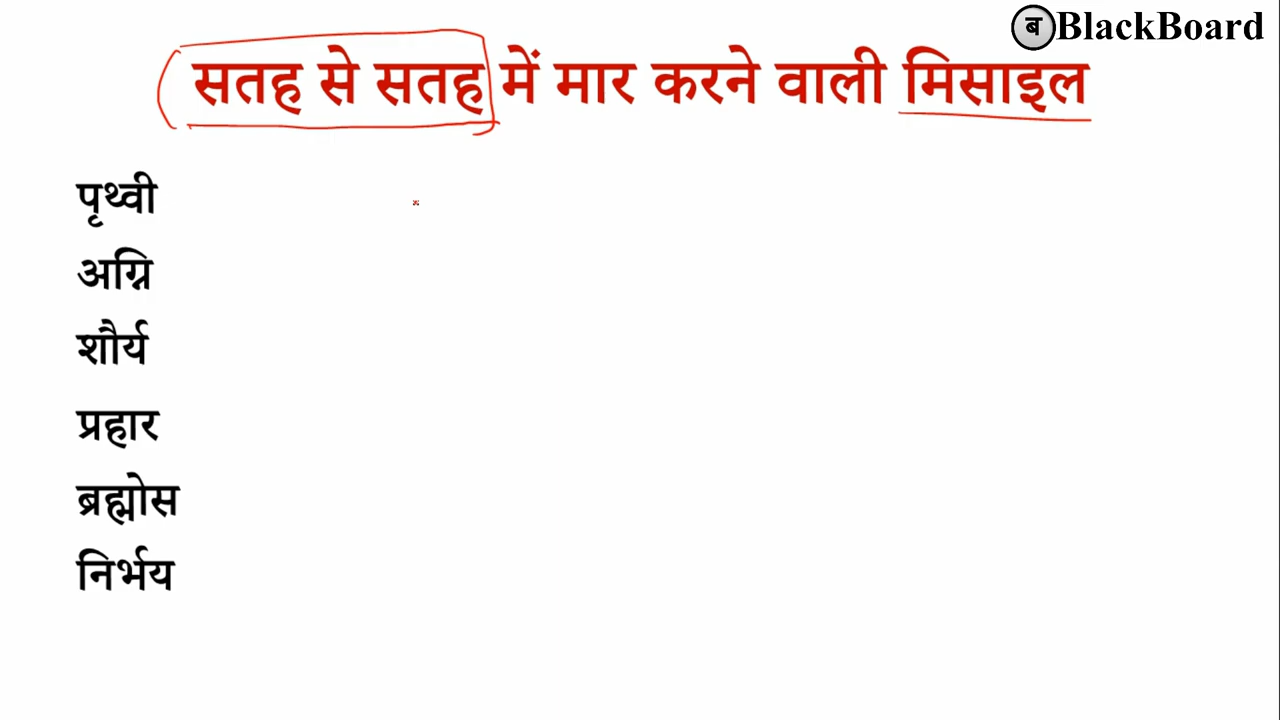 ब BlackBoard
सतह से सतह में मार करने वाली मिसाइल
पृथ्वी
अग्नि
शौर्य
प्रहार
ब्रह्मोस
निर्भय